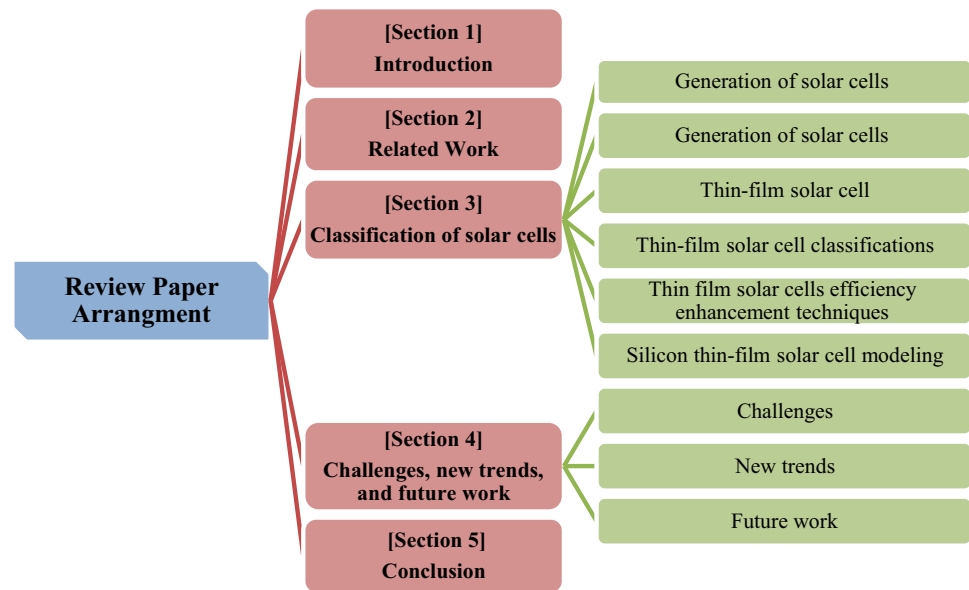 Review Paper
Arrangment
[Section 1]
Introduction
[Section 2]
Related Work
[Section 3]
Classification of solar cells
Generation of solar cells
Generation of solar cells
Thin-film solar cell
Thin-film solar cell classifications
Thin film solar cells efficiency
enhancement techniques
Silicon thin-film solar cell modeling
[Section 4]
Challenges, new trends,
and future work
Challenges
New trends
Future work
[Section 5]
Conclusion